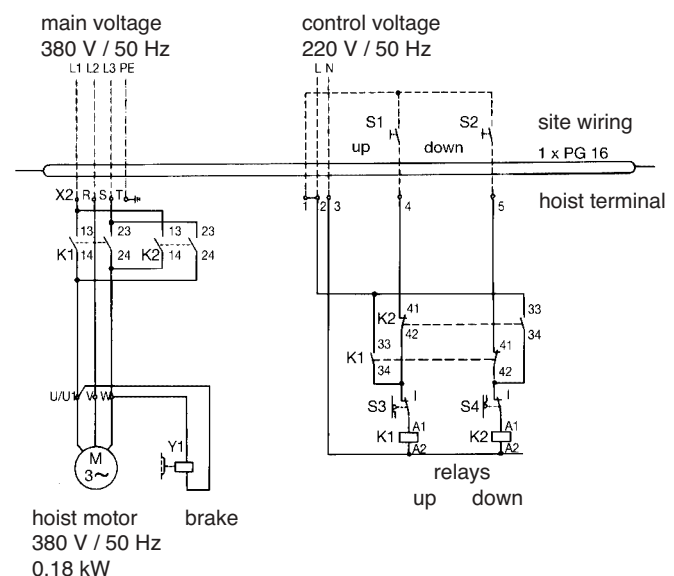 main voltage
380 V / 50 Hz
control voltage
220 V / 50 Hz
L1 L2 L3 PE
L N
S1
S2
up
down
site wiring
1 x PG 16
X2 R S T
1 2 3 4 5
hoist terminal
13 23 13 23
K1 14 24 K2 14 24
41 33
K2
42 34
33 41
K1
34 42
U/U1 V W
S3 I S4 I
A1 A1
K1 K2
A2 A2
Y1
M
3~
relays
up down
hoist motor
380 V / 50 Hz
0.18 kW
brake